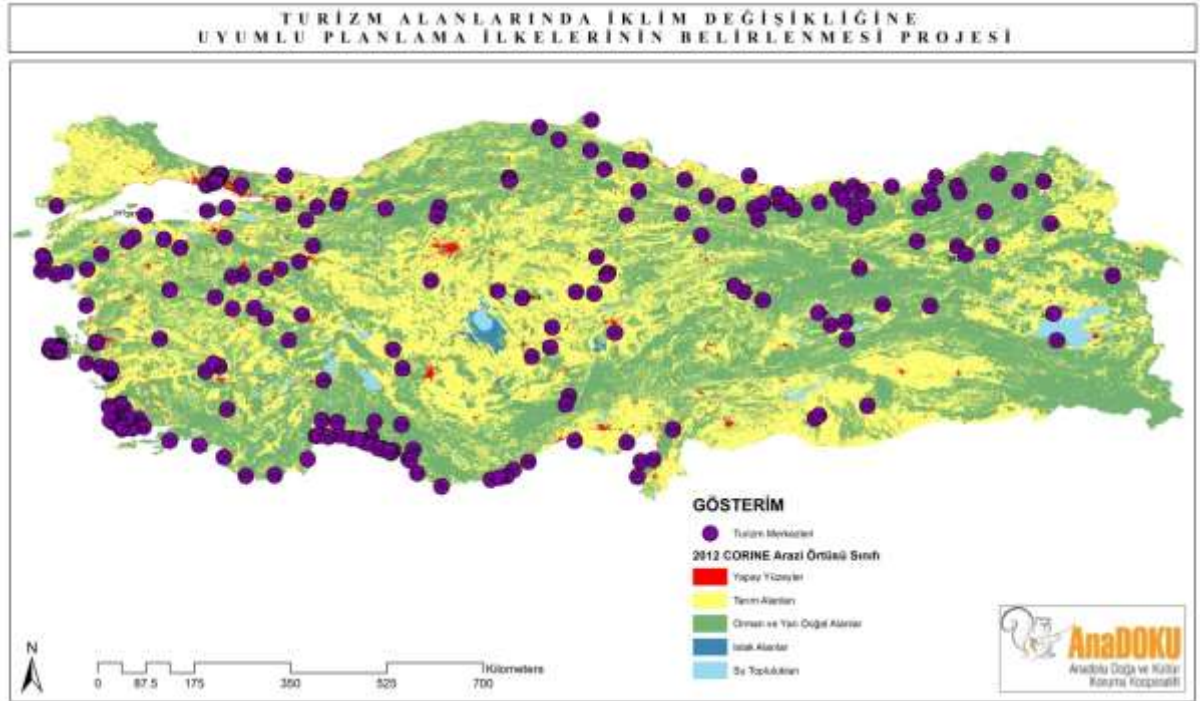 TURİZM ALANLARINDA İKLİM DEĞİŞİKLİĞİNE
UYUMLU PLANLAMA İLKELERİNİN BELİRLENMESİ PROJESİ
GÖSTERİM
Turizm Merkezleri
2012 CORINE Arazi Örtüsü Sınıfı
Yapay Yüzeyler
Tarım Alanları
Orman ve Yarı Doğal Alanlar
Islak Alanlar
Su Toplulukları
N
Kilometers
0 87.5 175 350 525 700
AnaDOKU
Anadolu Doğa ve Kültür
Koruma Kooperatifi